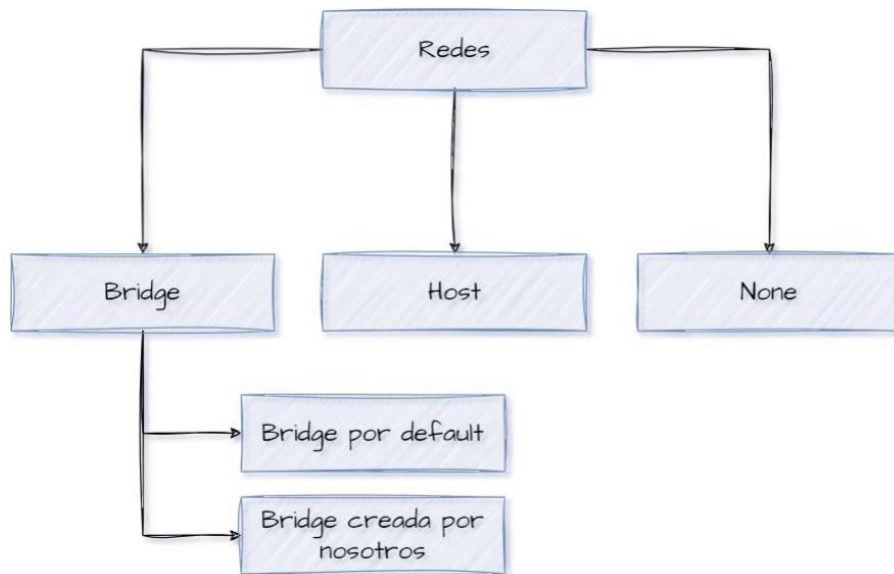 Redes
Bridge
Host
None
Bridge por default
Bridge creada por
nosotros